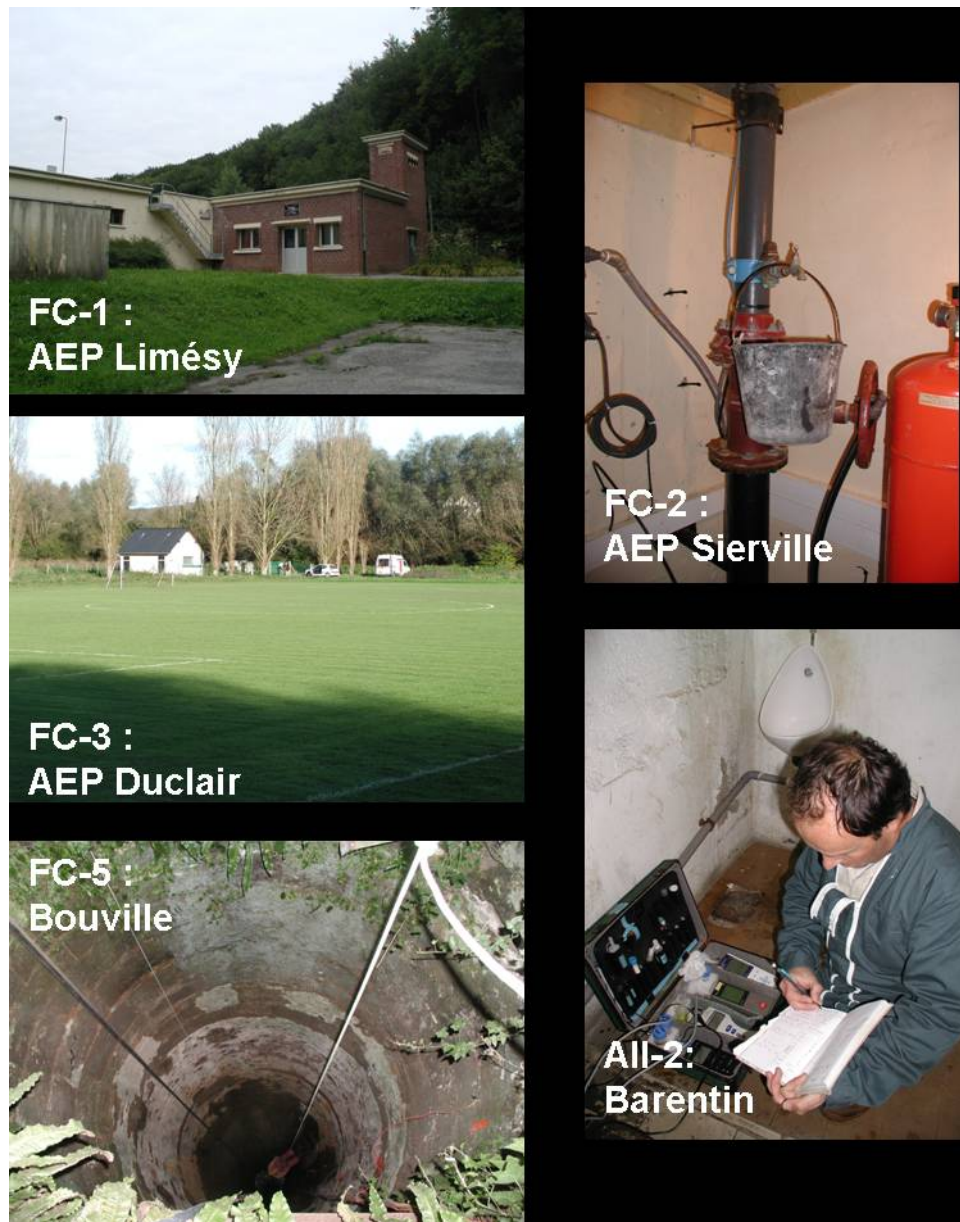 FC-1 :
AEP Limésy
FC-2 :
AEP Sierville
FC-3 :
AEP Duclair
FC-5 :
Bouville
All-2:
Barentin